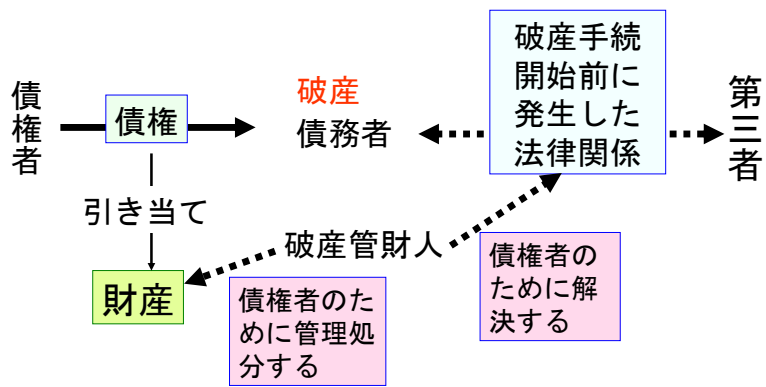 債権者
債権
破産
債務者
破産手続
開始前に
発生した
法律関係
第三者
引き当て
財産
破産管財人
債権者のた
めに管理処
分する
債権者の
ために解
決する